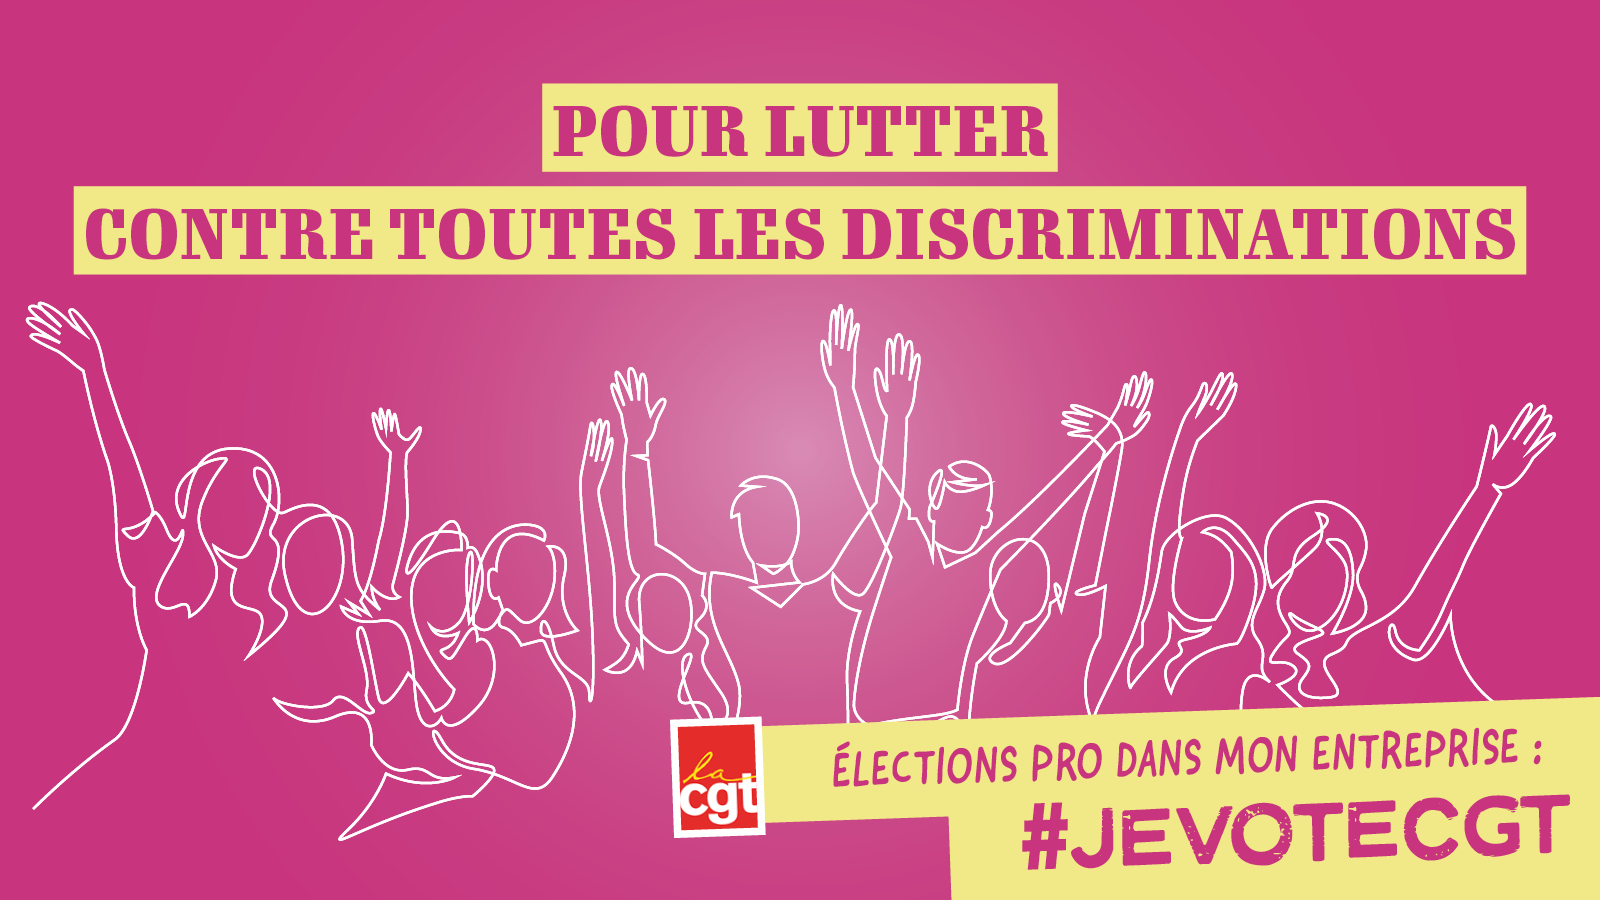 POUR LUTTER
CONTRE TOUTES LES DISCRIMINATIONS
la
cgt
ÉLECTIONS PRO DANS MON ENTREPRISE :
#JEVOTECGT